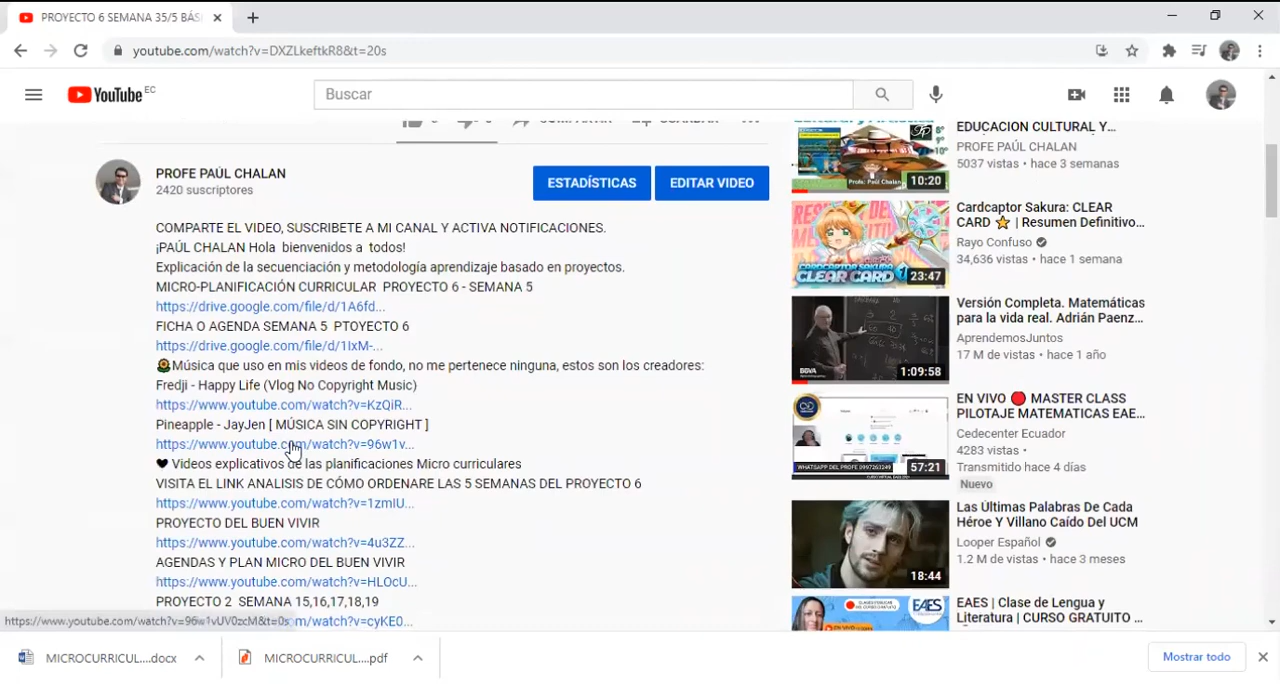 PROYECTO 6 SEMANA 35/5 BÁSI
youtube.com/watch?v=DXZLkeftkR8&t=20s
YouTube EC
Buscar
PROFE PAÚL CHALAN
2420 suscriptores
ESTADÍSTICAS
EDITAR VIDEO
COMPARTE EL VIDEO, SUSCRIBETE A MI CANAL Y ACTIVA NOTIFICACIONES.
¡PAÚL CHALAN Hola bienvenidos a todos!
Explicación de la secuenciación y metodología aprendizaje basado en proyectos.
MICRO-PLANIFICACIÓN CURRICULAR PROYECTO 6 - SEMANA 5
https://drive.google.com/file/d/1A6fd...
FICHA O AGENDA SEMANA 5 PTOYECTO 6
https://drive.google.com/file/d/1IxM-...
🌻Música que uso en mis videos de fondo, no me pertenece ninguna, estos son los creadores:
Fredji - Happy Life (Vlog No Copyright Music)
https://www.youtube.com/watch?v=KzQiR...
Pineapple - JayJen [ MÚSICA SIN COPYRIGHT ]
https://www.youtube.com/watch?v=96w1v...
♥ Videos explicativos de las planificaciones Micro curriculares
VISITA EL LINK ANALISIS DE CÓMO ORDENARE LAS 5 SEMANAS DEL PROYECTO 6
https://www.youtube.com/watch?v=1zmIU...
PROYECTO DEL BUEN VIVIR
https://www.youtube.com/watch?v=4u3ZZ...
AGENDAS Y PLAN MICRO DEL BUEN VIVIR
https://www.youtube.com/watch?v=HLOcU...
PROYECTO 2 SEMANA 15,16,17,18,19
https://www.youtube.com/watch?v=96w1vUV0zcM&t=0s
m/watch?v=cyKE0...
Profe: Paul Chalan
10:20
EDUCACION CULTURAL Y...
PROFE PAÚL CHALAN
5037 vistas • hace 3 semanas
CLEAR CARD
23:47
Cardcaptor Sakura: CLEAR
CARD ⭐ | Resumen Definitivo...
Rayo Confuso
34,636 vistas • hace 1 semana
BBVA
1:09:58
Versión Completa. Matemáticas
para la vida real. Adrián Paenz...
AprendemosJuntos
17 M de vistas • hace 1 año
WHATSAPP DEL PROFE 0997263249
57:21
EN VIVO 🔴 MASTER CLASS
PILOTAJE MATEMATICAS EAE...
Cedecenter Ecuador
4283 vistas •
Transmitido hace 4 días
Nuevo
18:44
Las Últimas Palabras De Cada
Héroe Y Villano Caído Del UCM
Looper Español
1.2 M de vistas • hace 3 meses
EAES
EAES | Clase de Lengua y
Literatura | CURSO GRATUITO ...
MICROCURRICUL....docx
MICROCURRICUL....pdf
Mostrar todo